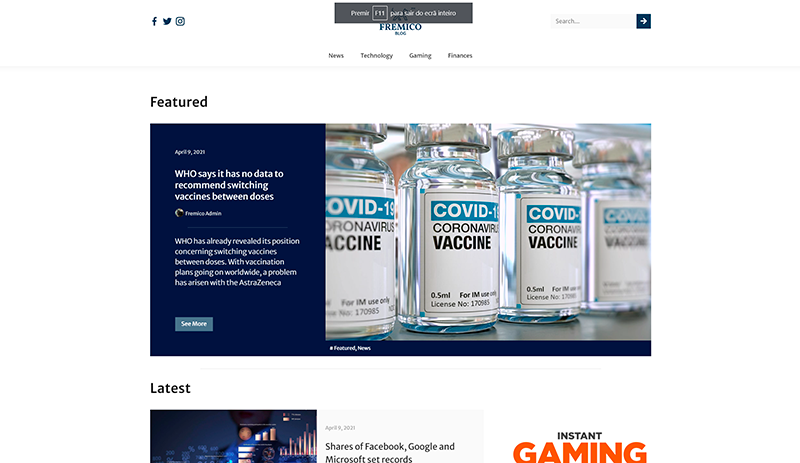 Premir F11 para sair do ecrã inteiro
FREMICO
BLOG
Search...
News Technology Gaming Finances
Featured
April 9, 2021
WHO says it has no data to
recommend switching
vaccines between doses
Fremico Admin
WHO has already revealed its position
concerning switching vaccines
between doses. With vaccination
plans going on worldwide, a problem
has arisen with the AstraZeneca
See More
COVID-19
CORONAVIRUS
VACCINE
For IM use only
License No: 170985
COVID-19
CORONAVIRUS
VACCINE
0.5ml For IM use only
License No: 170985
COVID-19
CORONAVIRUS
VACCINE
0.5ml For IM use
License No: 17098
# Featured, News
Latest
April 9, 2021
Shares of Facebook, Google and
Microsoft set records
INSTANT
GAMING